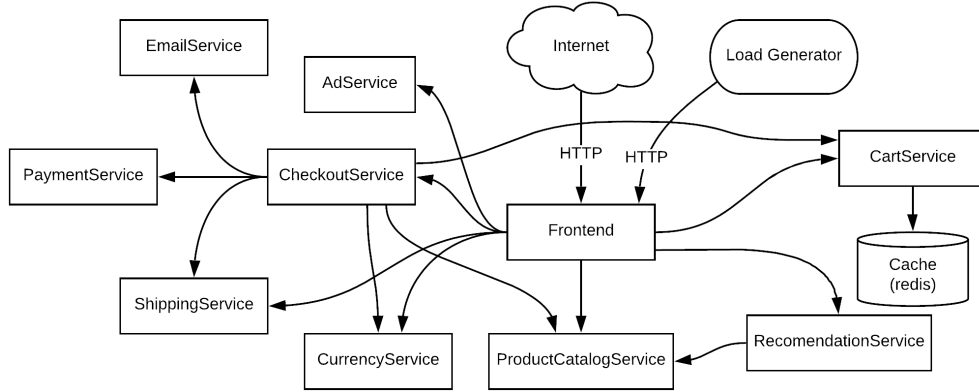 EmailService
Internet
Load Generator
AdService
HTTP
HTTP
CartService
PaymentService
CheckoutService
Frontend
Cache
(redis)
ShippingService
RecomendationService
CurrencyService
ProductCatalogService